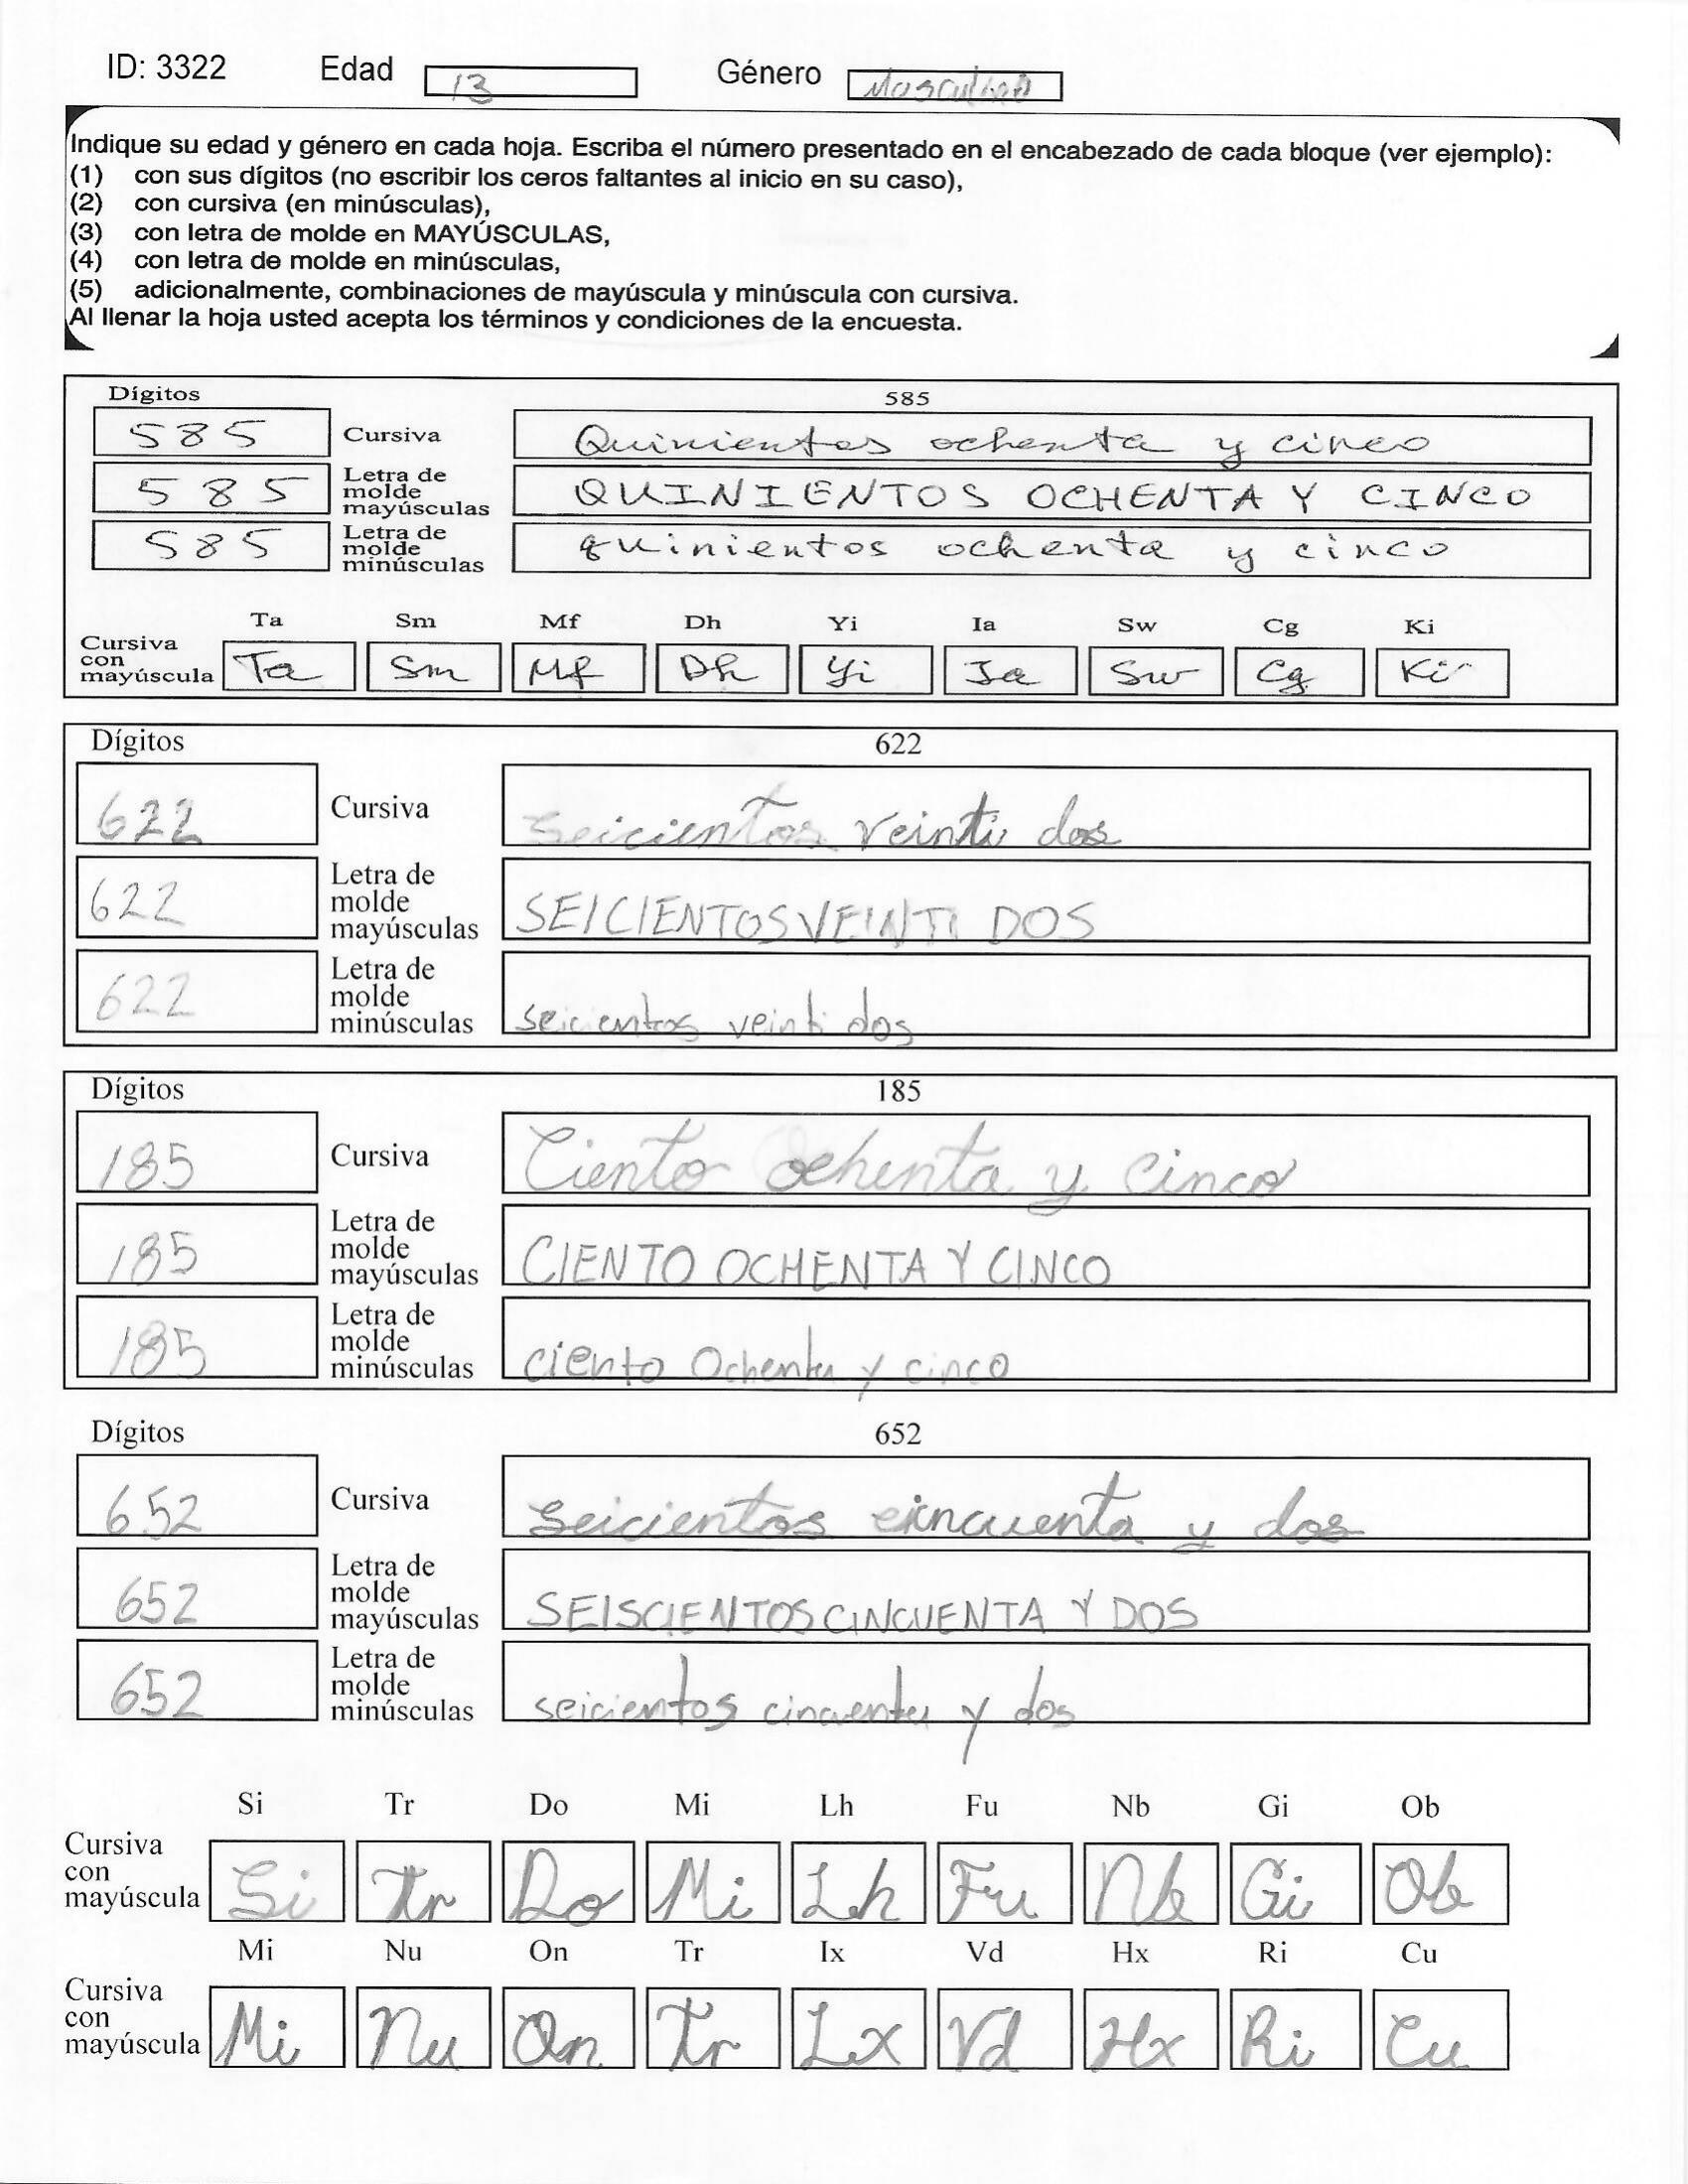 ID: 3322 Edad 13 Género Masculino
Indique su edad y género en cada hoja. Escriba el número presentado en el encabezado de cada bloque (ver ejemplo):
(1) con sus dígitos (no escribir los ceros faltantes al inicio en su caso),
(2) con cursiva (en minúsculas),
(3) con letra de molde en MAYÚSCULAS,
(4) con letra de molde en minúsculas,
(5) adicionalmente, combinaciones de mayúscula y minúscula con cursiva.
Al llenar la hoja usted acepta los términos y condiciones de la encuesta.
Dígitos 585
585 Cursiva Quinientos ochenta y cinco
585 Letra de molde mayúsculas QUINIENTOS OCHENTA Y CINCO
585 Letra de molde minúsculas quinientos ochenta y cinco
Ta Sm Mf Dh Yi Ia Sw Cg Ki
Cursiva con mayúscula Ta Sm Mf Dh Yi Ia Sw Cg Ki
Dígitos 622
622 Cursiva seicientos veinti dos
622 Letra de molde mayúsculas SEICIENTOS VEINTI DOS
622 Letra de molde minúsculas seicientos veinti dos
Dígitos 185
185 Cursiva Ciento ochenta y cinco
185 Letra de molde mayúsculas CIENTO OCHENTA Y CINCO
185 Letra de molde minúsculas ciento Ochenta y cinco
Dígitos 652
652 Cursiva seicientos cincuenta y dos
652 Letra de molde mayúsculas SEISCIENTOS CINCUENTA Y DOS
652 Letra de molde minúsculas seicientos cincuenta y dos
Si Tr Do Mi Lh Fu Nb Gi Ob
Cursiva con mayúscula Si Tr Do Mi Lh Fu Nb Gi Ob
Mi Nu On Tr Ix Vd Hx Ri Cu
Cursiva con mayúscula Mi Nu On Tr Ix Vd Hx Ri Cu